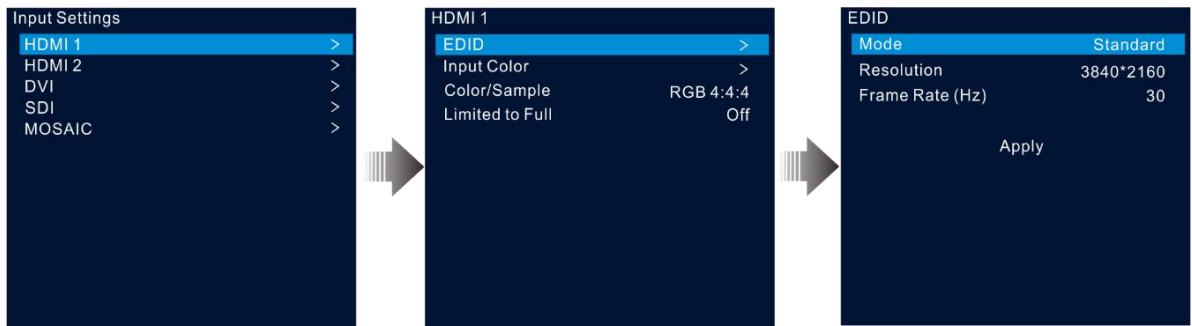 Input Settings
HDMI 1 >
HDMI 2 >
DVI >
SDI >
MOSAIC >
HDMI 1
EDID >
Input Color >
Color/Sample RGB 4:4:4
Limited to Full Off
EDID
Mode Standard
Resolution 3840*2160
Frame Rate (Hz) 30
Apply